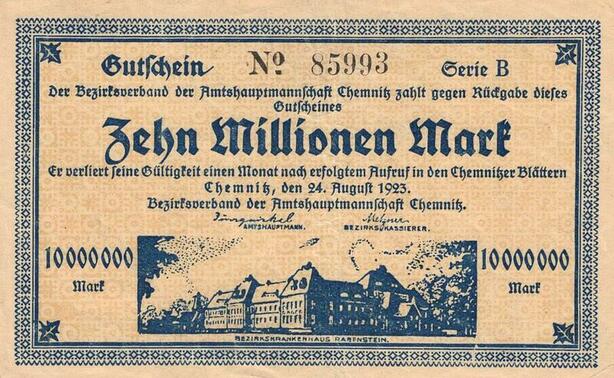 Gutschein No 85993 Serie B
Der Bezirksverband der Amtshauptmannschaft Chemnitz zahlt gegen Rückgabe dieses
Gutscheines
Zehn Millionen Mark
Er verliert seine Gültigkeit einen Monat nach erfolgtem Aufruf in den Chemnitzer Blättern
Chemnitz, den 24. August 1923.
Bezirksverband der Amtshauptmannschaft Chemnitz.
AMTSHAUPTMANN. BEZIRKSKASSIERER.
10000000 10000000
Mark Mark
BEZIRKSKRANKENHAUS RABENSTEIN.